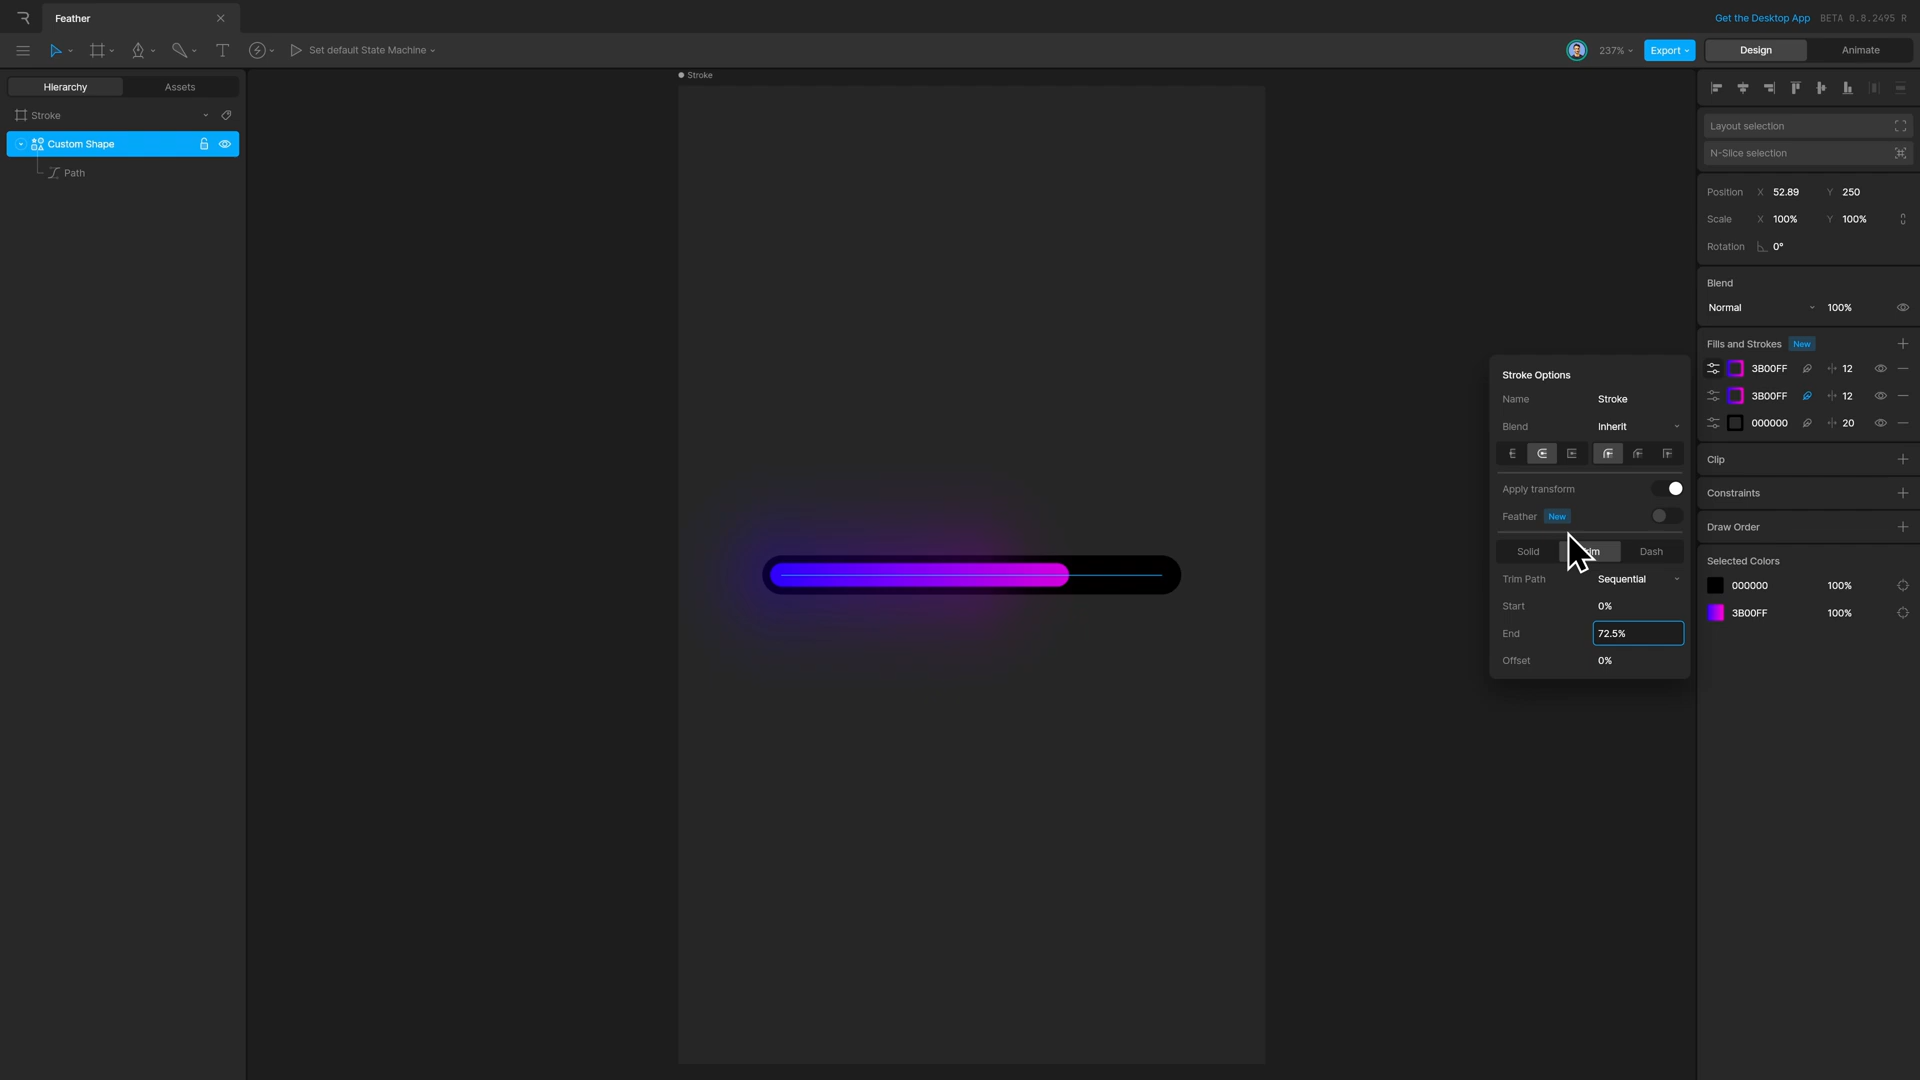 Feather
Get the Desktop App
BETA 0.8.2495 R
Set default State Machine
237%
Export
Design
Animate
Hierarchy
Assets
Stroke
Stroke
Custom Shape
Path
Layout selection
N-Slice selection
Position X 52.89 Y 250
Scale X 100% Y 100%
Rotation 0°
Blend
Normal 100%
Fills and Strokes New
3B00FF 12
3B00FF 12
000000 20
Clip
Constraints
Draw Order
Selected Colors
000000 100%
3B00FF 100%
Stroke Options
Name Stroke
Blend Inherit
Apply transform
Feather New
Solid
Dash
Trim Path Sequential
Start 0%
End 72.5%
Offset 0%